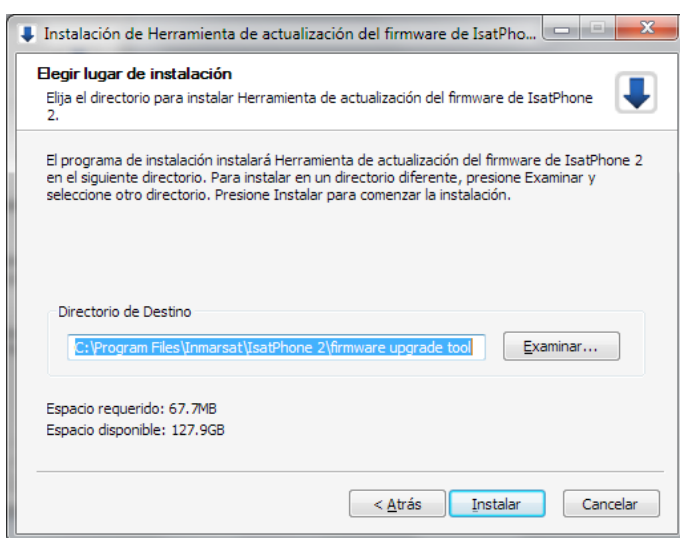 Instalación de Herramienta de actualización del firmware de IsatPho...
Elegir lugar de instalación
Elija el directorio para instalar Herramienta de actualización del firmware de IsatPhone
2.
El programa de instalación instalará Herramienta de actualización del firmware de IsatPhone 2
en el siguiente directorio. Para instalar en un directorio diferente, presione Examinar y
seleccione otro directorio. Presione Instalar para comenzar la instalación.
Directorio de Destino
C:\Program Files\Inmarsat\IsatPhone 2\firmware upgrade tool
Examinar...
Espacio requerido: 67.7MB
Espacio disponible: 127.9GB
< Atrás
Instalar
Cancelar